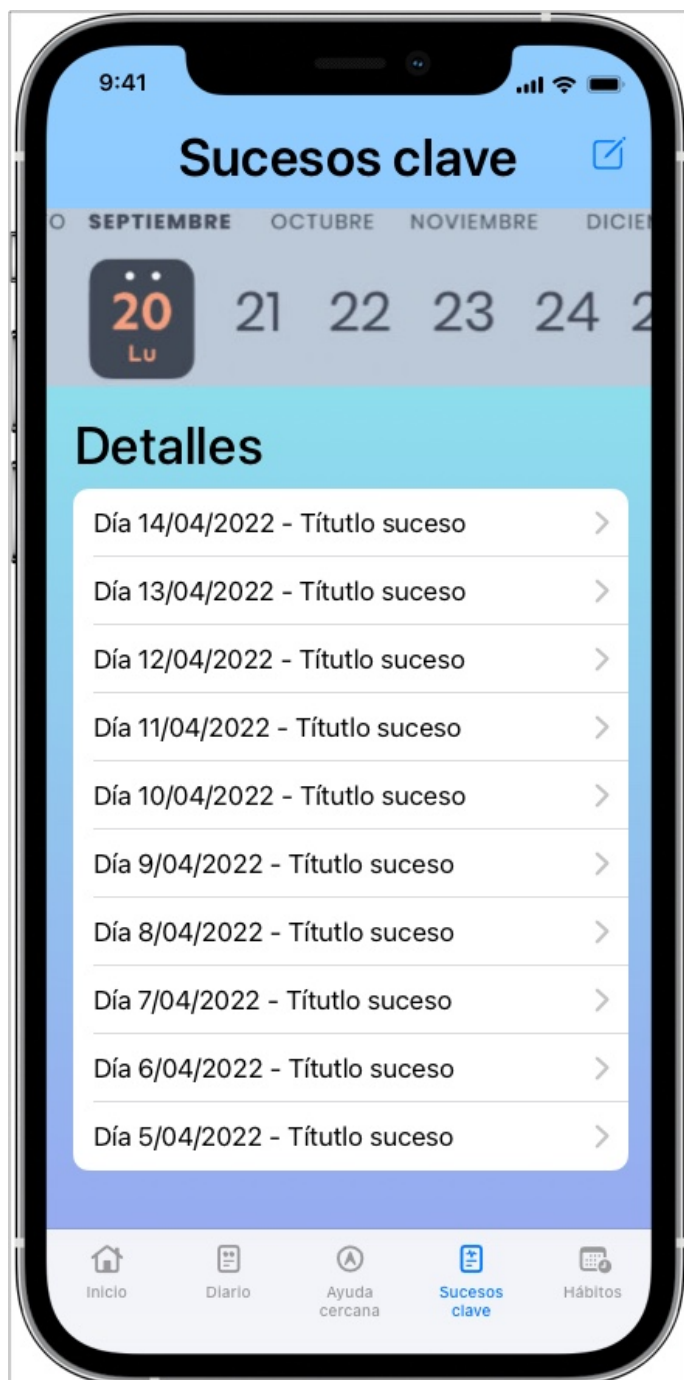 9:41
Sucesos clave
O SEPTIEMBRE OCTUBRE NOVIEMBRE DICIEM
20 21 22 23 24 2
Lu
Detalles
Día 14/04/2022 - Títutlo suceso
Día 13/04/2022 - Títutlo suceso
Día 12/04/2022 - Títutlo suceso
Día 11/04/2022 - Títutlo suceso
Día 10/04/2022 - Títutlo suceso
Día 9/04/2022 - Títutlo suceso
Día 8/04/2022 - Títutlo suceso
Día 7/04/2022 - Títutlo suceso
Día 6/04/2022 - Títutlo suceso
Día 5/04/2022 - Títutlo suceso
Inicio Diario Ayuda cercana Sucesos clave Hábitos